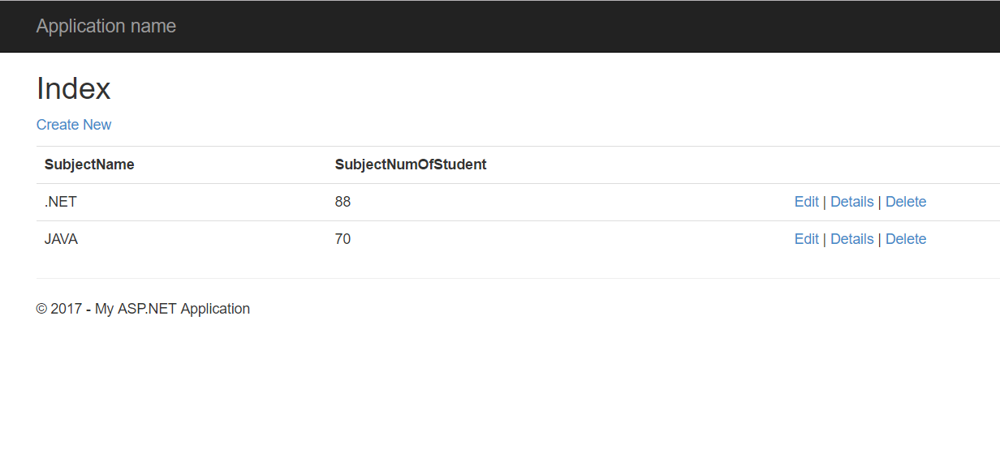 Application name
Index
Create New
SubjectName SubjectNumOfStudent
.NET 88 Edit | Details | Delete
JAVA 70 Edit | Details | Delete
© 2017 - My ASP.NET Application